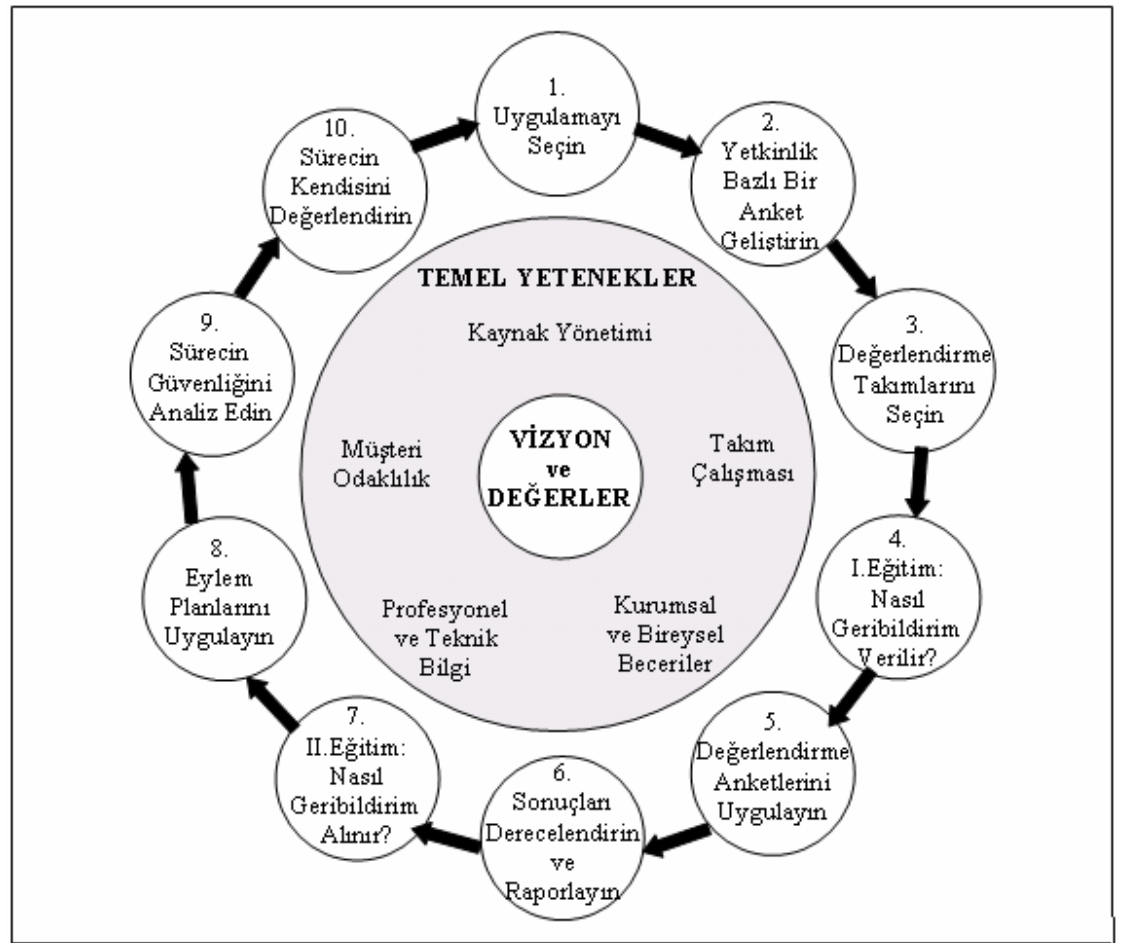 1.
Uygulamayı
Seçin
2.
Yetkinlik
Bazlı Bir
Anket
Geliştirin
3.
Değerlendirme
Takımlarını
Seçin
4.
I.Eğitim:
Nasıl
Geribildirim
Verilir?
5.
Değerlendirme
Anketlerini
Uygulayın
6.
Sonuçları
Derecelendirin
ve
Raporlayın
7.
II.Eğitim:
Nasıl
Geribildirim
Alınır?
8.
Eylem
Planlarını
Uygulayın
9.
Sürecin
Güvenliğini
Analiz Edin
10.
Sürecin
Kendisini
Değerlendirin
TEMEL YETENEKLER
Kaynak Yönetimi
Müşteri
Odaklılık
Takım
Çalışması
Profesyonel
ve Teknik
Bilgi
Kurumsal
ve Bireysel
Beceriler
VİZYON
ve
DEĞERLER